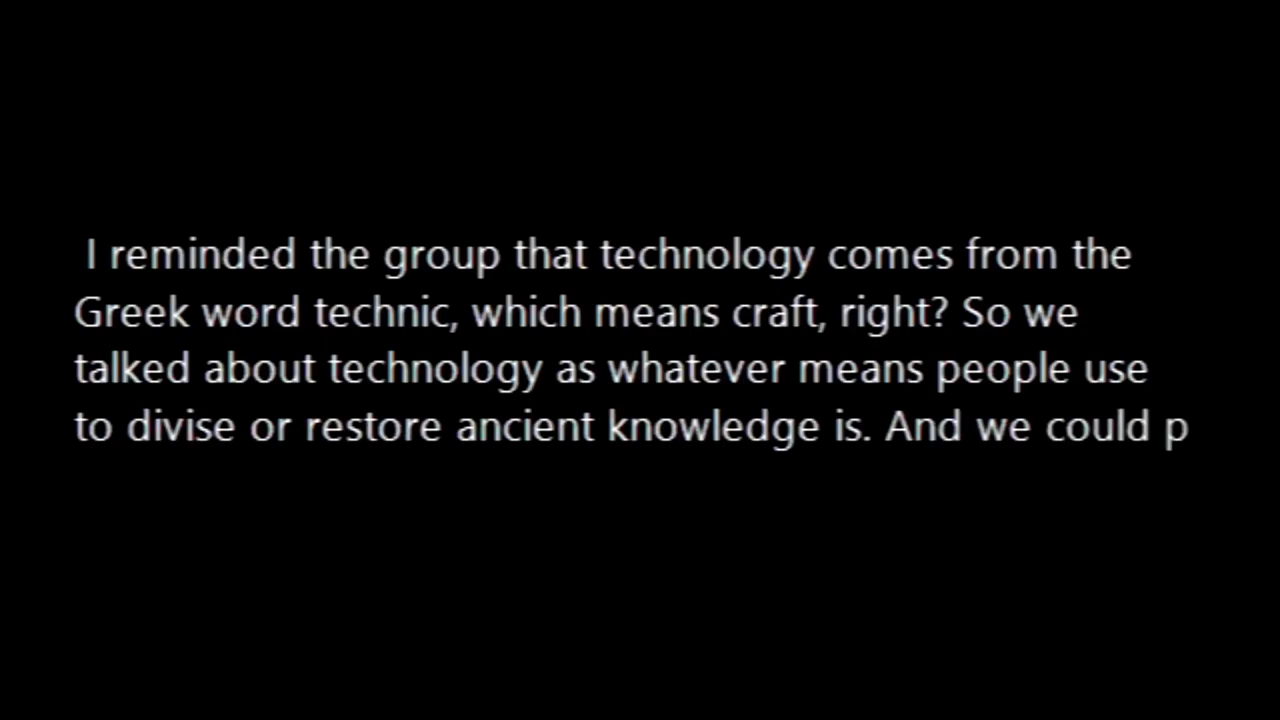 I reminded the group that technology comes from the
Greek word technic, which means craft, right? So we
talked about technology as whatever means people use
to divise or restore ancient knowledge is. And we could p